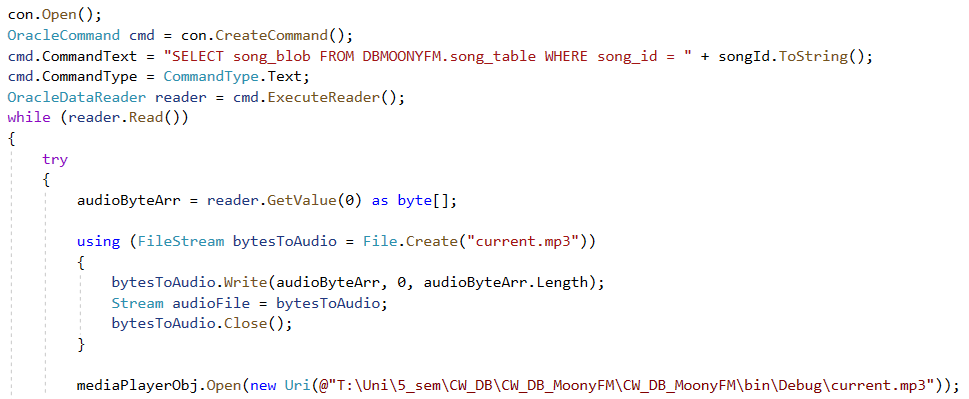 con.Open();
OracleCommand cmd = con.CreateCommand();
cmd.CommandText = "SELECT song_blob FROM DBMOONYFM.song_table WHERE song_id = " + songId.ToString();
cmd.CommandType = CommandType.Text;
OracleDataReader reader = cmd.ExecuteReader();
while (reader.Read())
{
    try
    {
        audioByteArr = reader.GetValue(0) as byte[];

        using (FileStream bytesToAudio = File.Create("current.mp3"))
        {
            bytesToAudio.Write(audioByteArr, 0, audioByteArr.Length);
            Stream audioFile = bytesToAudio;
            bytesToAudio.Close();
        }

        mediaPlayerObj.Open(new Uri(@"T:\Uni\5_sem\CW_DB\CW_DB_MoonyFM\CW_DB_MoonyFM\bin\Debug\current.mp3"));